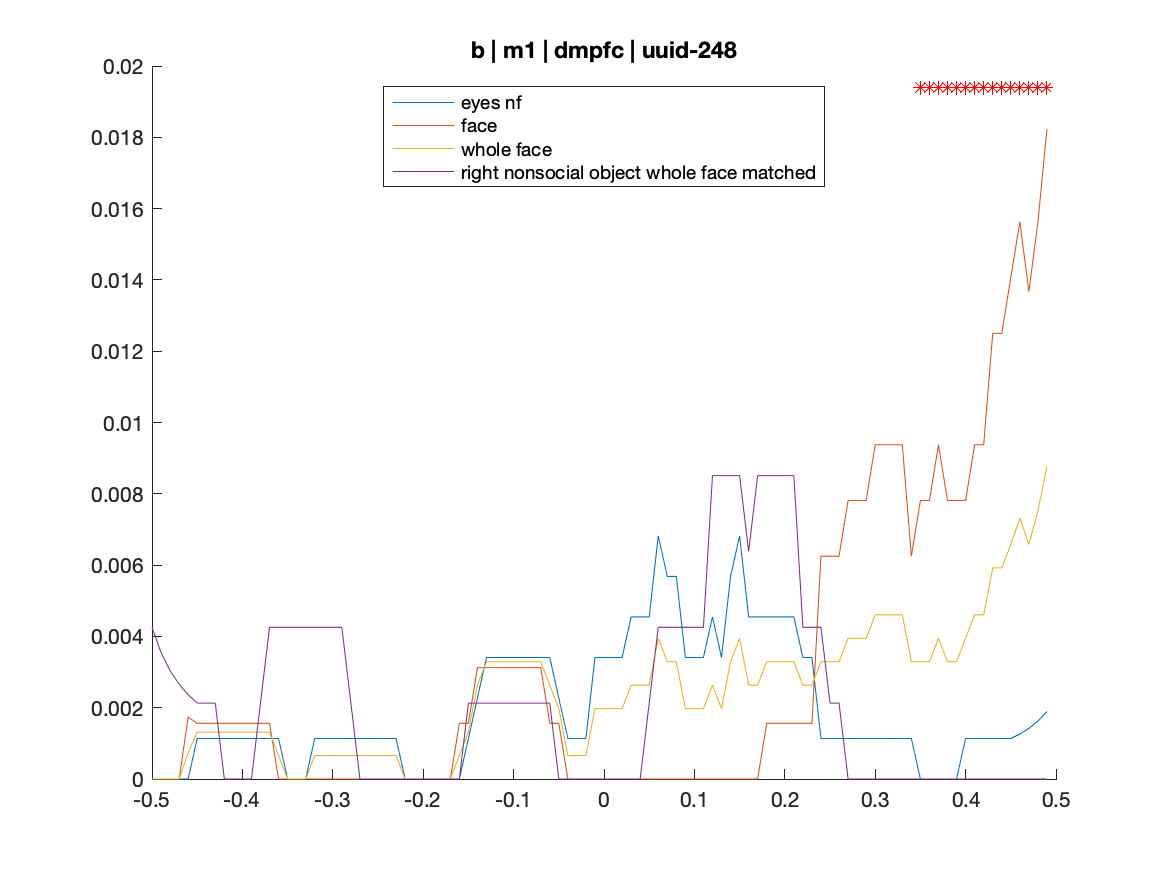 b | m1 | dmpfc | uuid-248
0.02
0.018
0.016
0.014
0.012
0.01
0.008
0.006
0.004
0.002
0
eyes nf
face
whole face
right nonsocial object whole face matched
-0.5 -0.4 -0.3 -0.2 -0.1 0 0.1 0.2 0.3 0.4 0.5